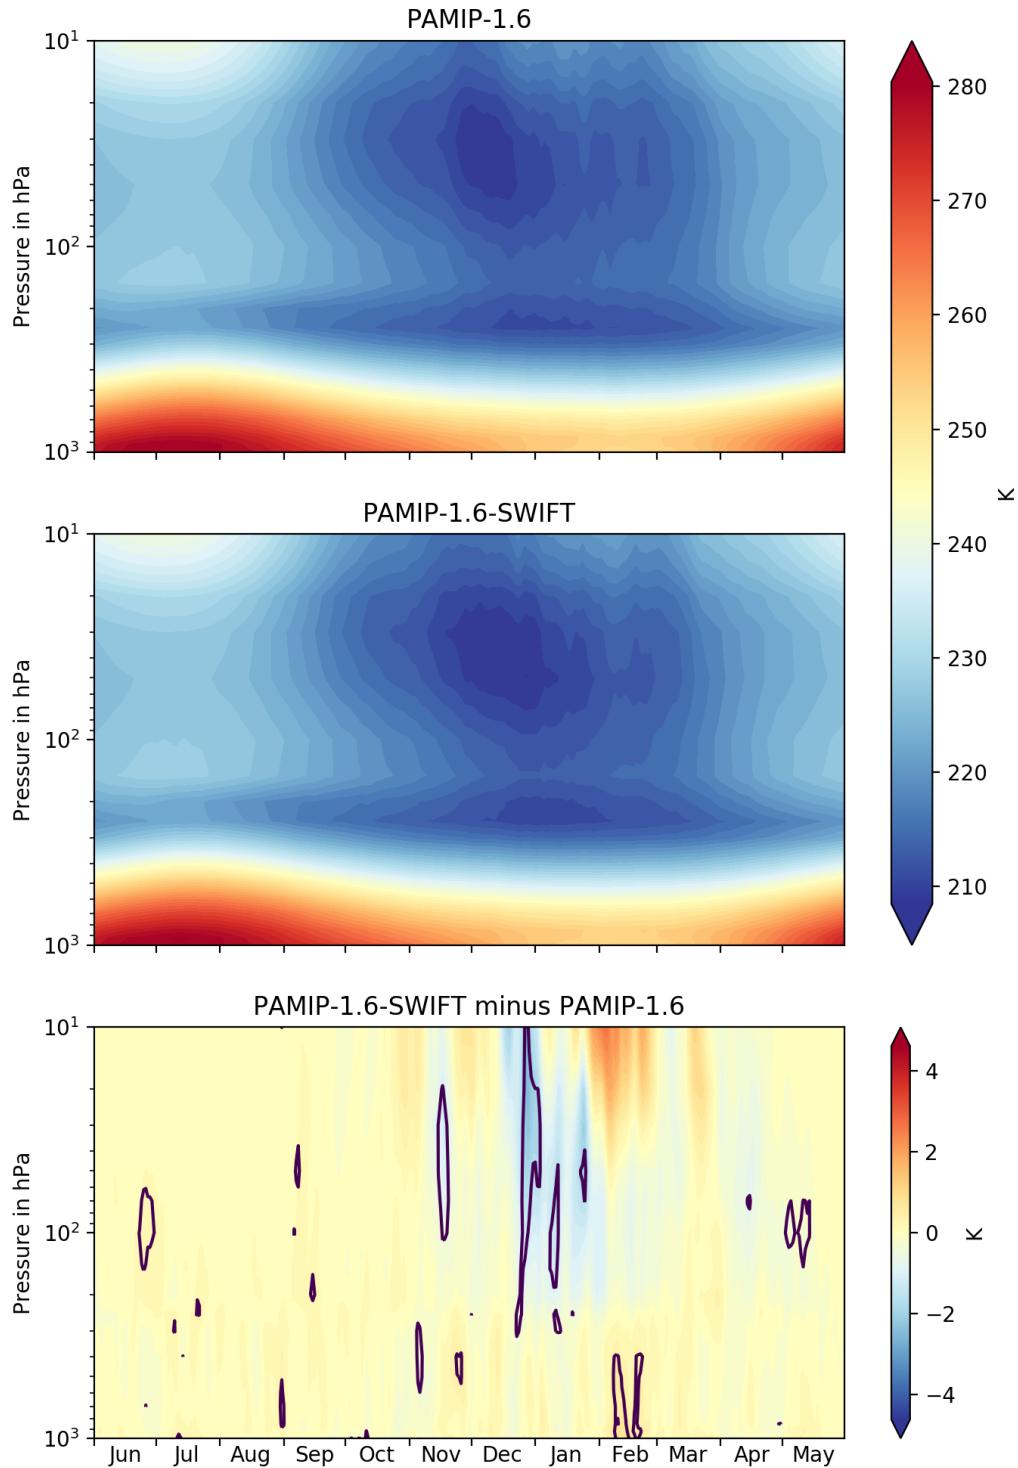 PAMIP-1.6
10¹
10²
10³
Pressure in hPa
PAMIP-1.6-SWIFT
10¹
10²
10³
Pressure in hPa
280
270
260
250
240
230
220
210
K
PAMIP-1.6-SWIFT minus PAMIP-1.6
10¹
10²
10³
Pressure in hPa
Jun Jul Aug Sep Oct Nov Dec Jan Feb Mar Apr May
4
2
0
−2
−4
K